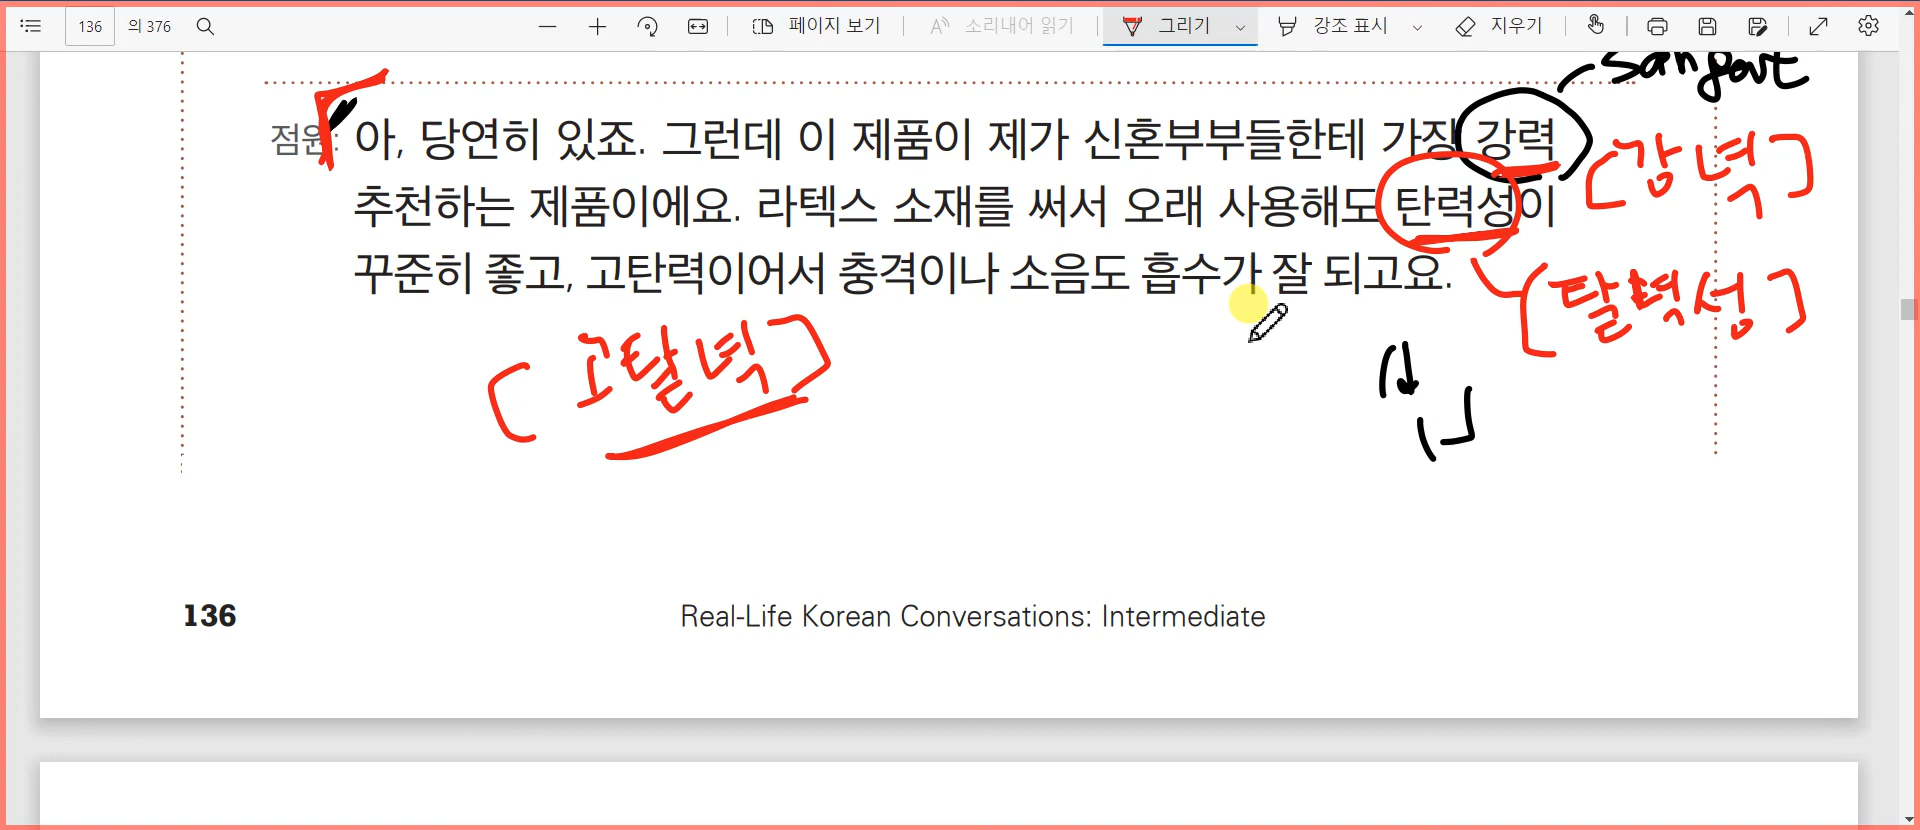 136 의 376 페이지 보기 소리내어 읽기 그리기 강조 표시 지우기
점원: 아, 당연히 있죠. 그런데 이 제품이 제가 신혼부부들한테 가장 강력
[강녁]
추천하는 제품이에요. 라텍스 소재를 써서 오래 사용해도 탄력성이
꾸준히 좋고, 고탄력이어서 충격이나 소음도 흡수가 잘 되고요.
[탈력성]
[고탈녁]
136 Real-Life Korean Conversations: Intermediate